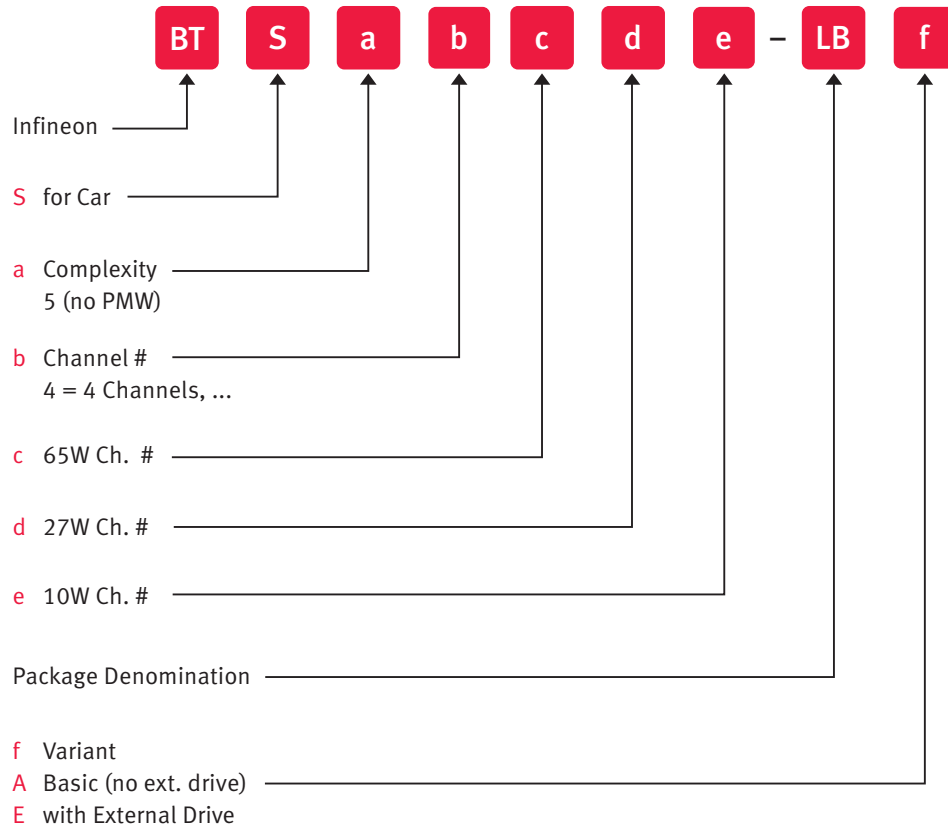 BT S a b c d e – LB f
Infineon
S for Car
a Complexity
5 (no PMW)
b Channel #
4 = 4 Channels, ...
c 65W Ch. #
d 27W Ch. #
e 10W Ch. #
Package Denomination
f Variant
A Basic (no ext. drive)
E with External Drive